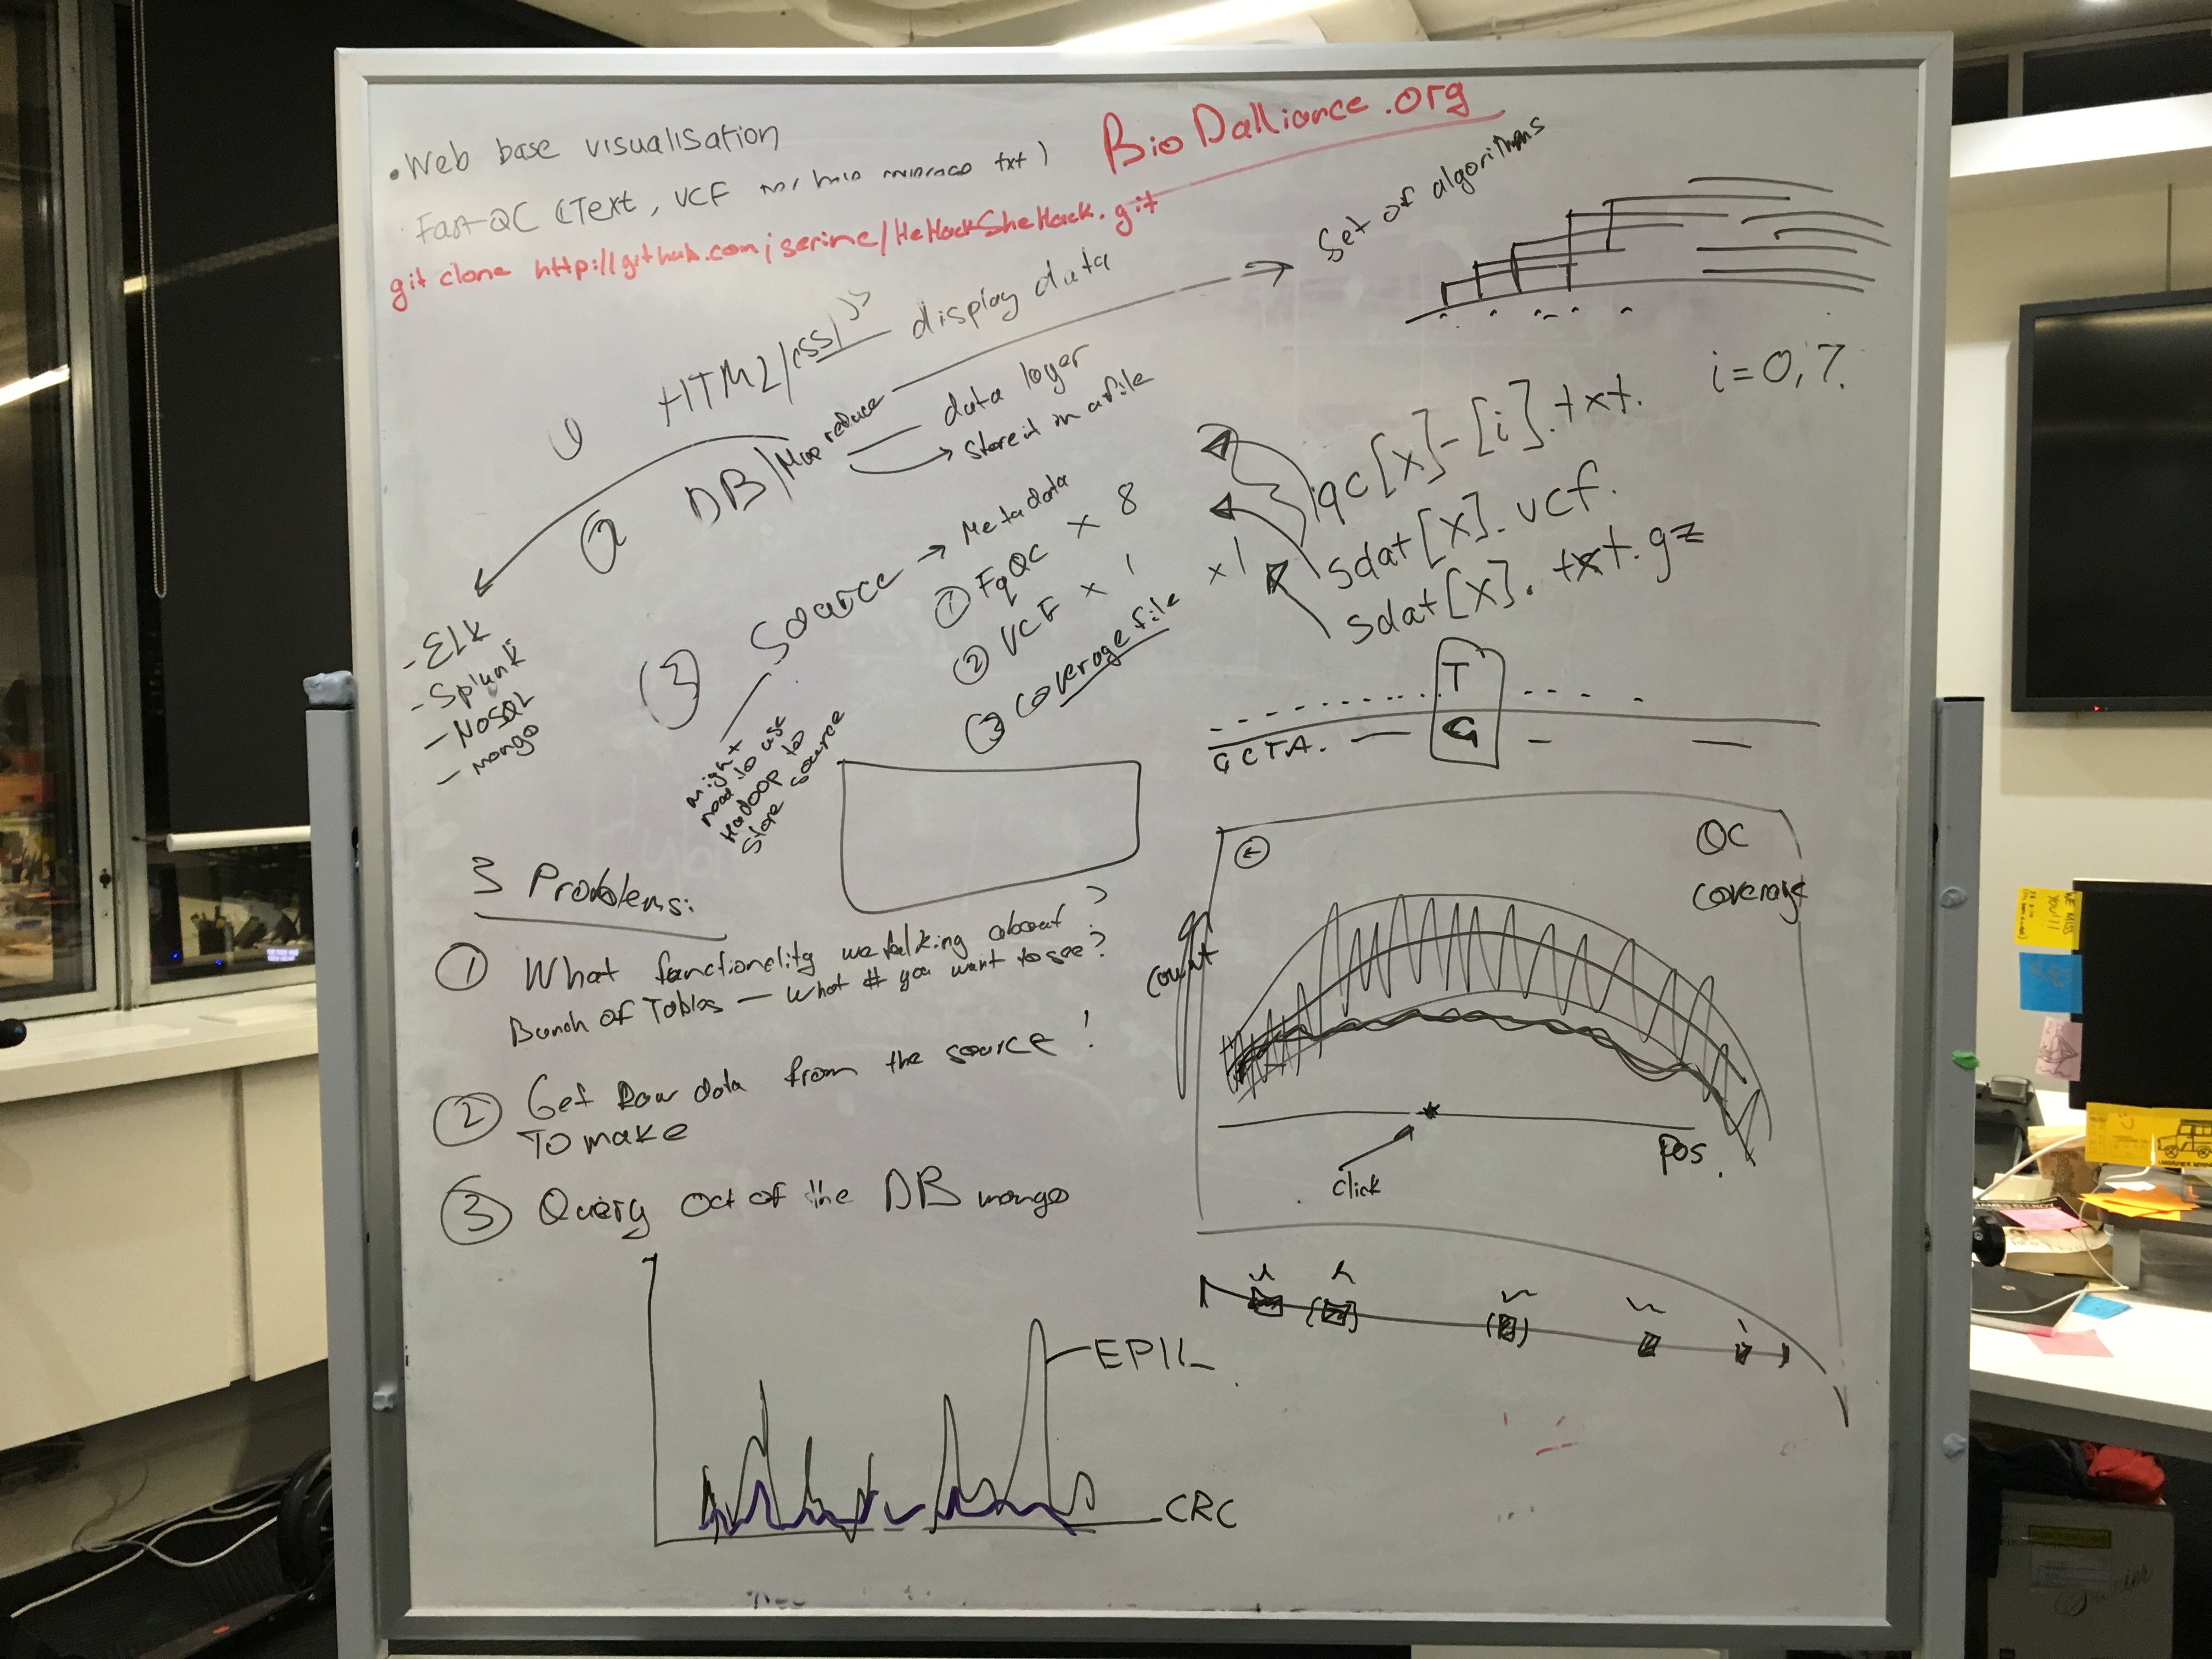 BioDalliance.org
• Web base visualisation
Fast-QC (Text, VCF txt)
git clone http://github.com/serine/HeHackSheHack.git
① HTML/CSS/JS — display data
② DB/Map reduce — data layer
→ Store it in a file
→ Set of algorithms
- ELK
- Splunk
- NoSQL
- mongo
③ Source → Metadata
① FqQC × 8
② VCF × 1
③ Coverage file × 1
might
need to use
Hadoop to
store source
qc[x]-[i].txt. i=0,7.
sdat[x].vcf.
sdat[x].txt.gz
T
GCTA. G
3 Problems:
① What functionelity we talking about?
Bunch of Tables — what # you want to see?
② Get Raw data from the source!
To make
③ Query oct of the DB mongo
QC
coverage
count
Pos.
click
EPIL
CRC
WE MISS
YOU!!